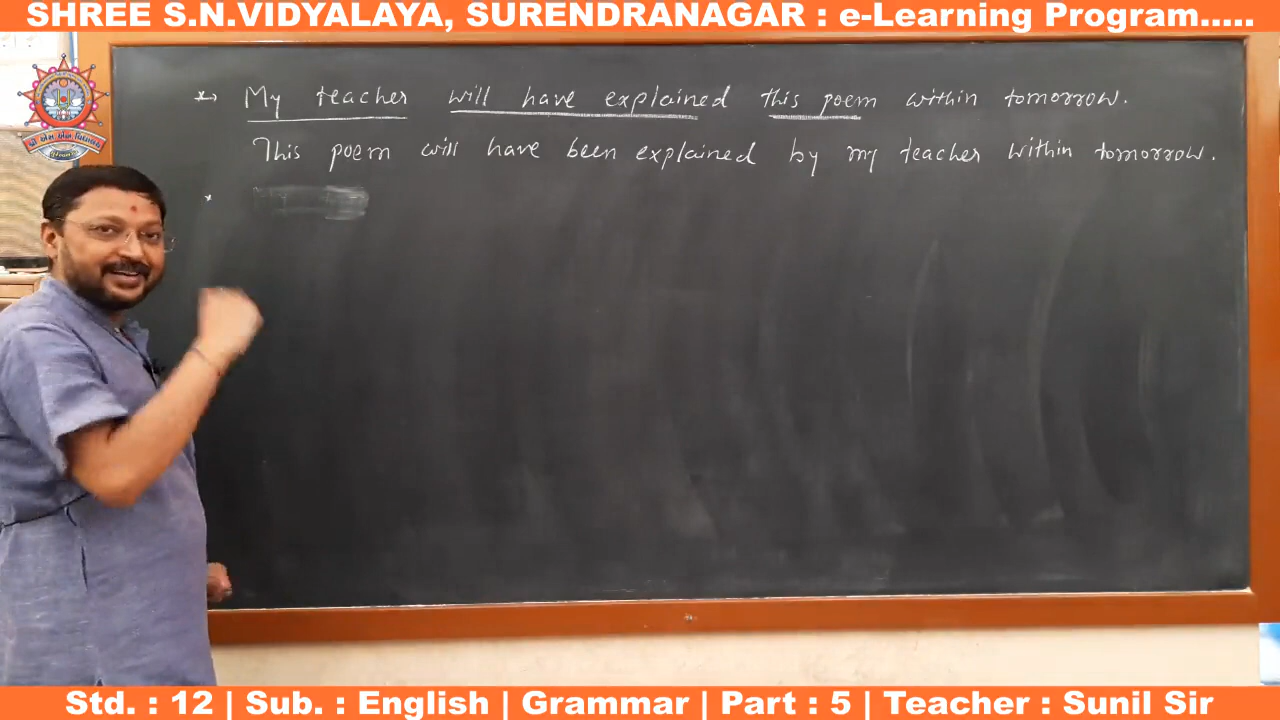 SHREE S.N.VIDYALAYA, SURENDRANAGAR : e-Learning Program.....
My teacher will have explained this poem within tomorrow.
This poem will have been explained by my teacher within tomorrow.
Std. : 12 | Sub. : English | Grammar | Part : 5 | Teacher : Sunil Sir